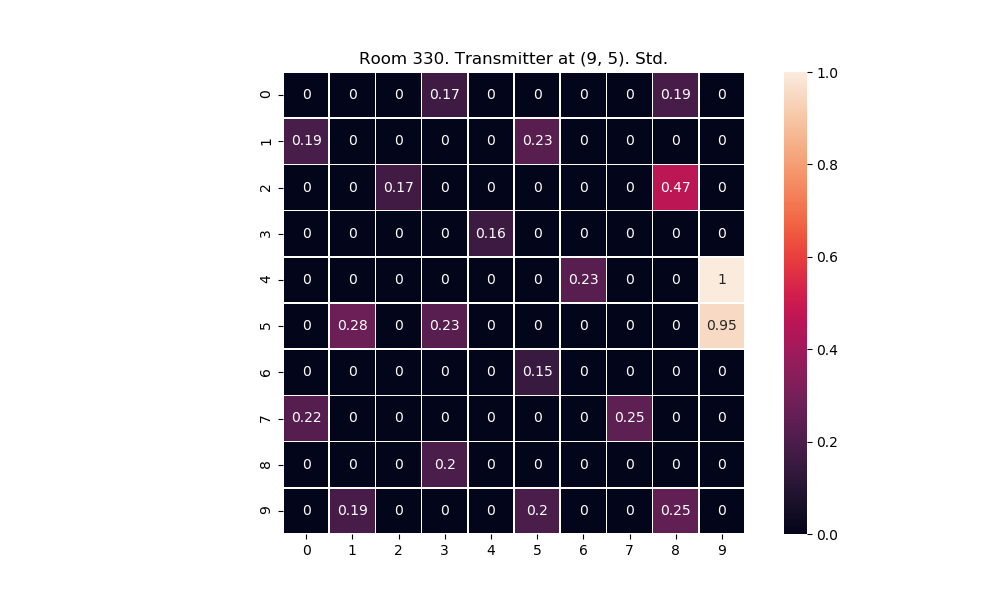 Room 330. Transmitter at (9, 5). Std.
0 0 0 0 0.17 0 0 0 0 0.19 0
1 0.19 0 0 0 0 0.23 0 0 0 0
2 0 0 0.17 0 0 0 0 0 0.47 0
3 0 0 0 0 0.16 0 0 0 0 0
4 0 0 0 0 0 0 0.23 0 0 1
5 0 0.28 0 0.23 0 0 0 0 0 0.95
6 0 0 0 0 0 0.15 0 0 0 0
7 0.22 0 0 0 0 0 0 0.25 0 0
8 0 0 0 0.2 0 0 0 0 0 0
9 0 0.19 0 0 0 0.2 0 0 0.25 0
0 1 2 3 4 5 6 7 8 9
1.0
0.8
0.6
0.4
0.2
0.0